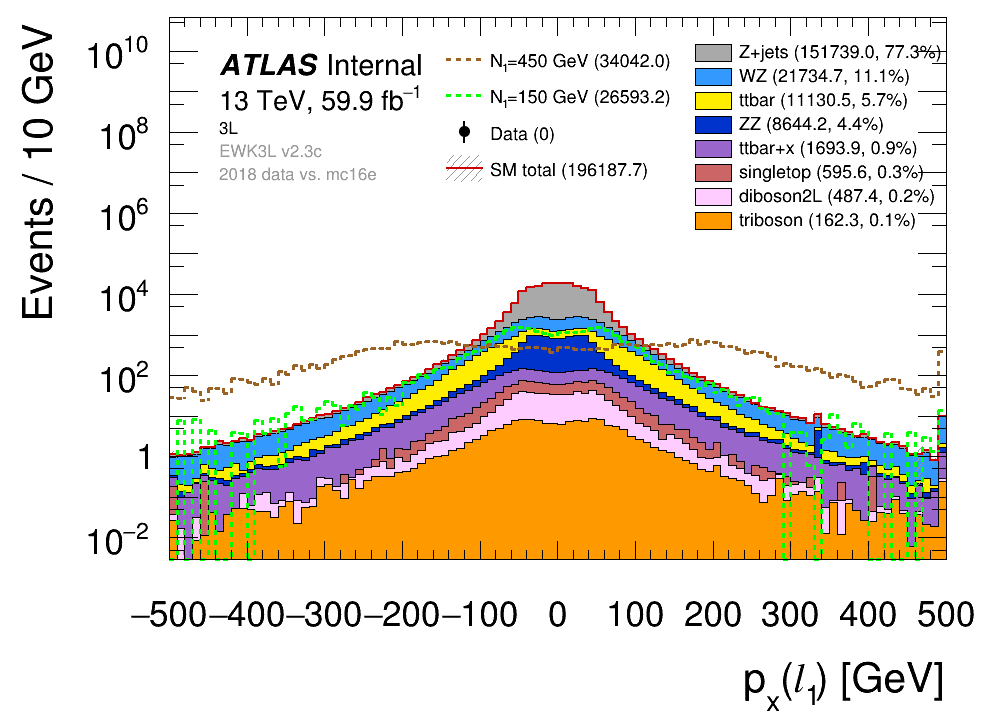 Events / 10 GeV
10^10
10^8
10^6
10^4
10^2
1
10^−2
ATLAS Internal
13 TeV, 59.9 fb^−1
3L
EWK3L v2.3c
2018 data vs. mc16e
N_1=450 GeV (34042.0)
N_1=150 GeV (26593.2)
Data (0)
SM total (196187.7)
Z+jets (151739.0, 77.3%)
WZ (21734.7, 11.1%)
ttbar (11130.5, 5.7%)
ZZ (8644.2, 4.4%)
ttbar+x (1693.9, 0.9%)
singletop (595.6, 0.3%)
diboson2L (487.4, 0.2%)
triboson (162.3, 0.1%)
−500 −400 −300 −200 −100 0 100 200 300 400 500
p_x(l_1) [GeV]